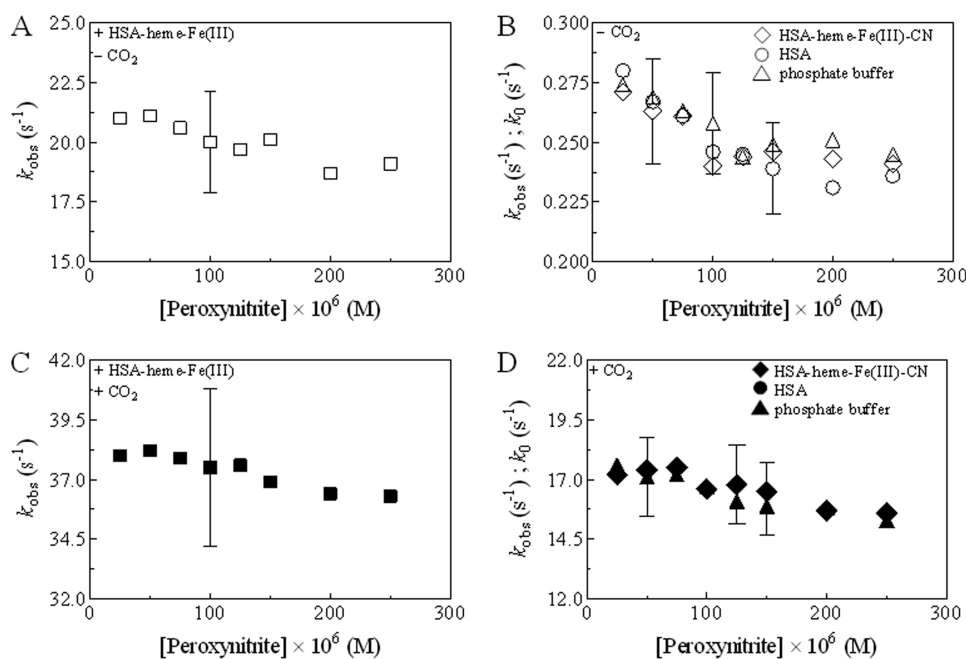 A
+ HSA-heme-Fe(III)
– CO2
25.0
22.5
20.0
17.5
15.0
kobs (s-1)
0
100
200
300
[Peroxynitrite] × 10^6 (M)
B
– CO2
HSA-heme-Fe(III)-CN
HSA
phosphate buffer
0.300
0.275
0.250
0.225
0.200
kobs (s-1) ; k0 (s-1)
0
100
200
300
[Peroxynitrite] × 10^6 (M)
C
+ HSA-heme-Fe(III)
+ CO2
42.0
39.5
37.0
34.5
32.0
kobs (s-1)
0
100
200
300
[Peroxynitrite] × 10^6 (M)
D
+ CO2
HSA-heme-Fe(III)-CN
HSA
phosphate buffer
22.0
19.5
17.0
14.5
12.0
kobs (s-1) ; k0 (s-1)
0
100
200
300
[Peroxynitrite] × 10^6 (M)